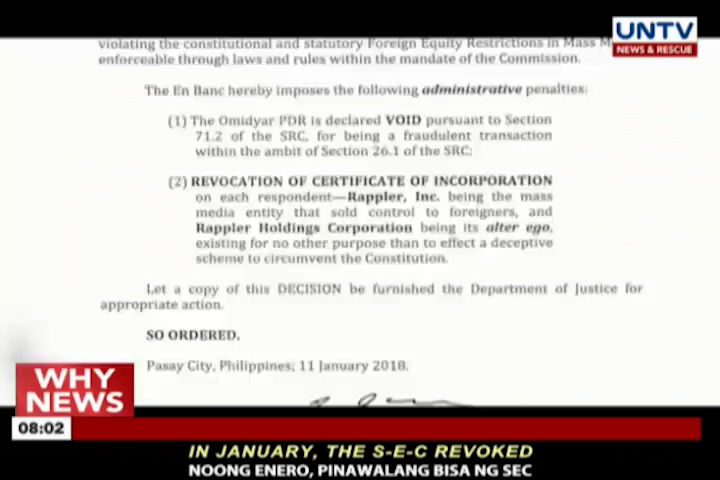 UNTV
NEWS & RESCUE
violating the constitutional and statutory Foreign Equity Restrictions in Mass M
enforceable through laws and rules within the mandate of the Commission.
The En Banc hereby imposes the following administrative penalties:
(1) The Omidyar PDR is declared VOID pursuant to Section
71.2 of the SRC, for being a fraudulent transaction
within the ambit of Section 26.1 of the SRC;
(2) REVOCATION OF CERTIFICATE OF INCORPORATION
on each respondent—Rappler, Inc. being the mass
media entity that sold control to foreigners, and
Rappler Holdings Corporation being its alter ego,
existing for no other purpose than to effect a deceptive
scheme to circumvent the Constitution.
Let a copy of this DECISION be furnished the Department of Justice for
appropriate action.
SO ORDERED.
Pasay City, Philippines; 11 January 2018.
WHY
NEWS
08:02
IN JANUARY, THE S-E-C REVOKED
NOONG ENERO, PINAWALANG BISA NG SEC